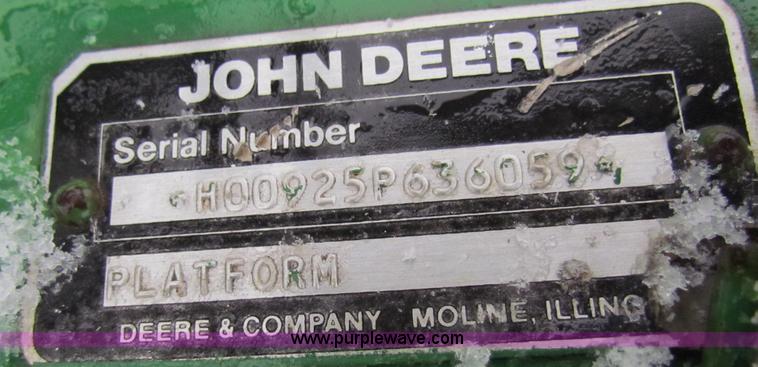 JOHN DEERE
Serial Number
*H00925P636059*
PLATFORM
DEERE & COMPANY MOLINE, ILLINO
www.purplewave.com